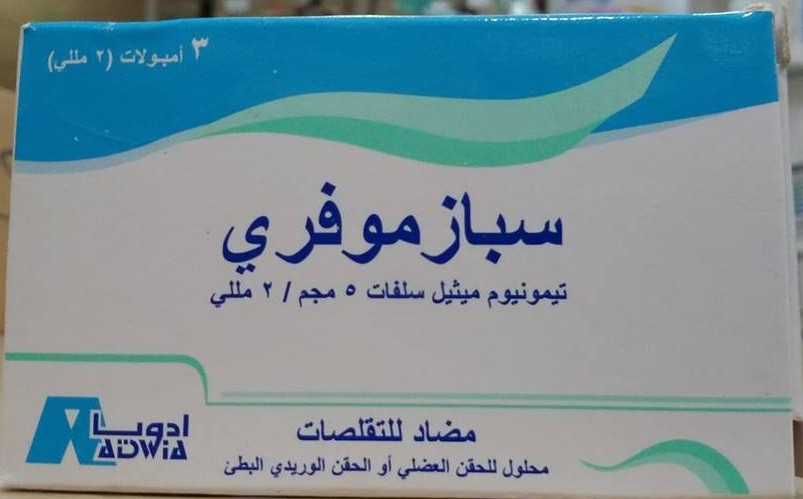 ٣ أمبولات (٢ مللي)
سبازموفري
تيمونيوم ميثيل سلفات ٥ مجم / ٢ مللي
مضاد للتقلصات
محلول للحقن العضلي أو الحقن الوريدي البطئ
ادويا
ADWIA